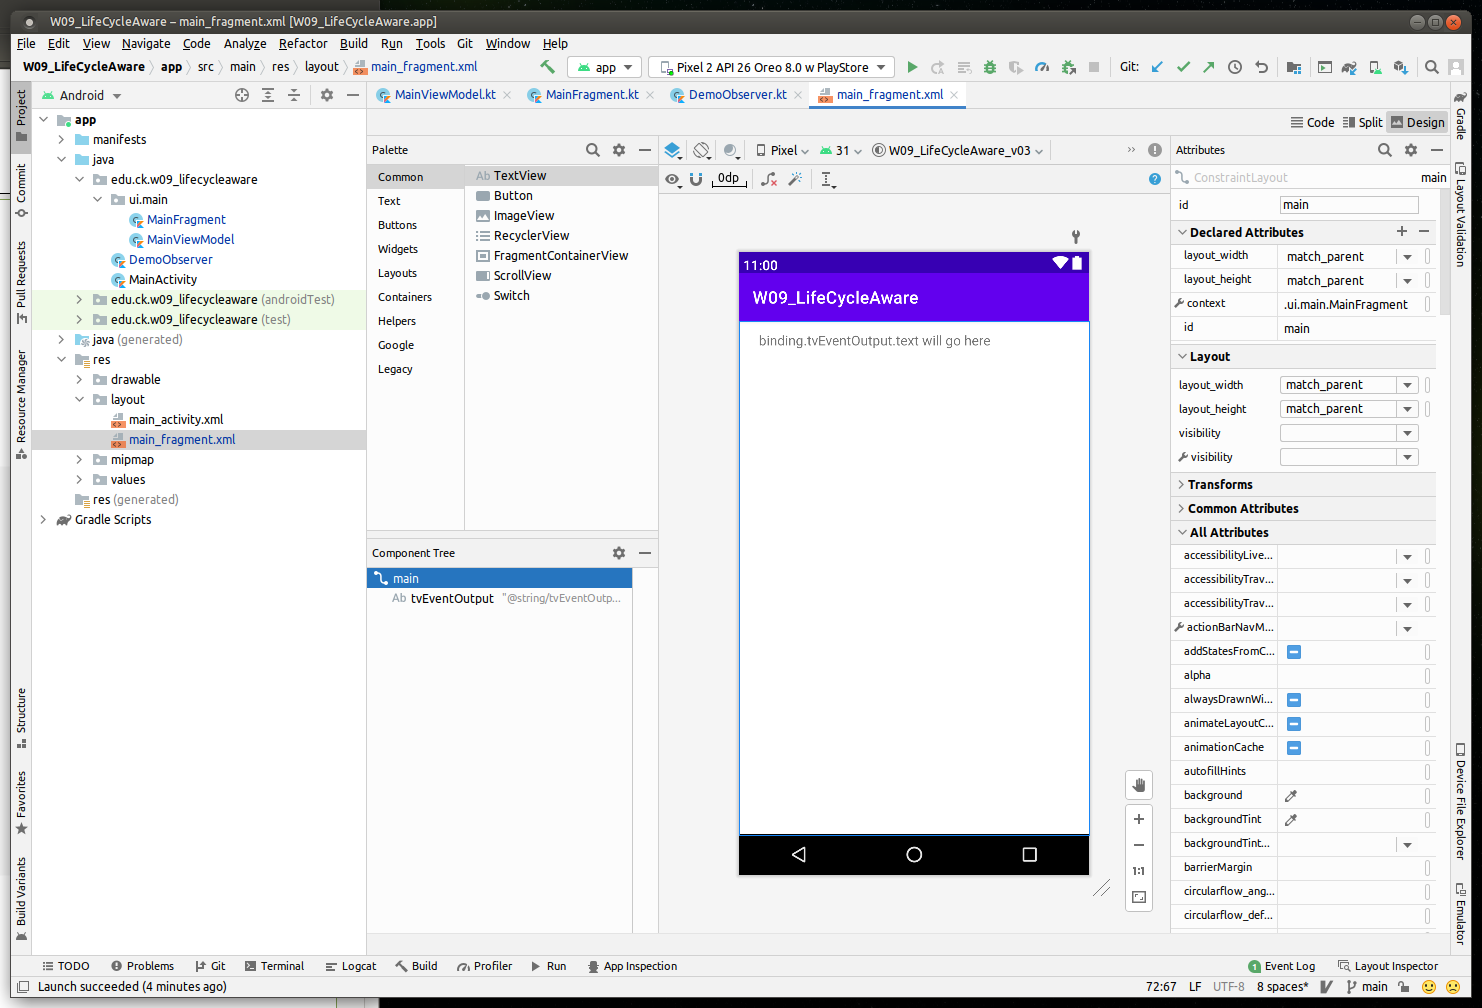 W09_LifeCycleAware – main_fragment.xml [W09_LifeCycleAware.app]
File Edit View Navigate Code Analyze Refactor Build Run Tools Git Window Help
W09_LifeCycleAware app src main res layout main_fragment.xml app Pixel 2 API 26 Oreo 8.0 w PlayStore Git:
Project
Commit
Pull Requests
Resource Manager
Structure
Favorites
Build Variants
Android
app
manifests
java
edu.ck.w09_lifecycleaware
ui.main
MainFragment
MainViewModel
DemoObserver
MainActivity
edu.ck.w09_lifecycleaware (androidTest)
edu.ck.w09_lifecycleaware (test)
java (generated)
res
drawable
layout
main_activity.xml
main_fragment.xml
mipmap
values
res (generated)
Gradle Scripts
MainViewModel.kt MainFragment.kt DemoObserver.kt main_fragment.xml
Code Split Design
Palette
Common
Text
Buttons
Widgets
Layouts
Containers
Helpers
Google
Legacy
Ab TextView
Button
ImageView
RecyclerView
FragmentContainerView
ScrollView
Switch
Component Tree
main
Ab tvEventOutput "@string/tvEventOutp...
Pixel 31 W09_LifeCycleAware_v03
0dp
11:00
W09_LifeCycleAware
binding.tvEventOutput.text will go here
1:1
Attributes
ConstraintLayout main
id main
Declared Attributes
layout_width match_parent
layout_height match_parent
context .ui.main.MainFragment
id main
Layout
layout_width match_parent
layout_height match_parent
visibility
visibility
Transforms
Common Attributes
All Attributes
accessibilityLive...
accessibilityTrav...
accessibilityTrav...
actionBarNavM...
addStatesFromC...
alpha
alwaysDrawnWi...
animateLayoutC...
animationCache
autofillHints
background
backgroundTint
backgroundTint...
barrierMargin
circularflow_ang...
circularflow_def...
Gradle
Layout Validation
Device File Explorer
Emulator
TODO Problems Git Terminal Logcat Build Profiler Run App Inspection 1 Event Log Layout Inspector
Launch succeeded (4 minutes ago) 72:67 LF UTF-8 8 spaces* main